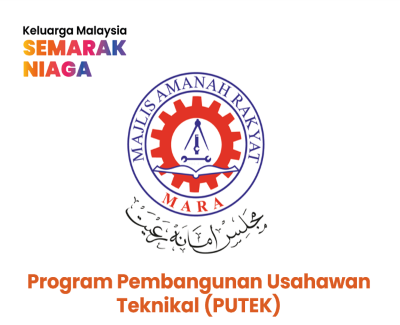 Keluarga Malaysia
SEMARAK
NIAGA
MAJLIS AMANAH RAKYAT
MARA
مجلس امانه رعيت
Program Pembangunan Usahawan
Teknikal (PUTEK)